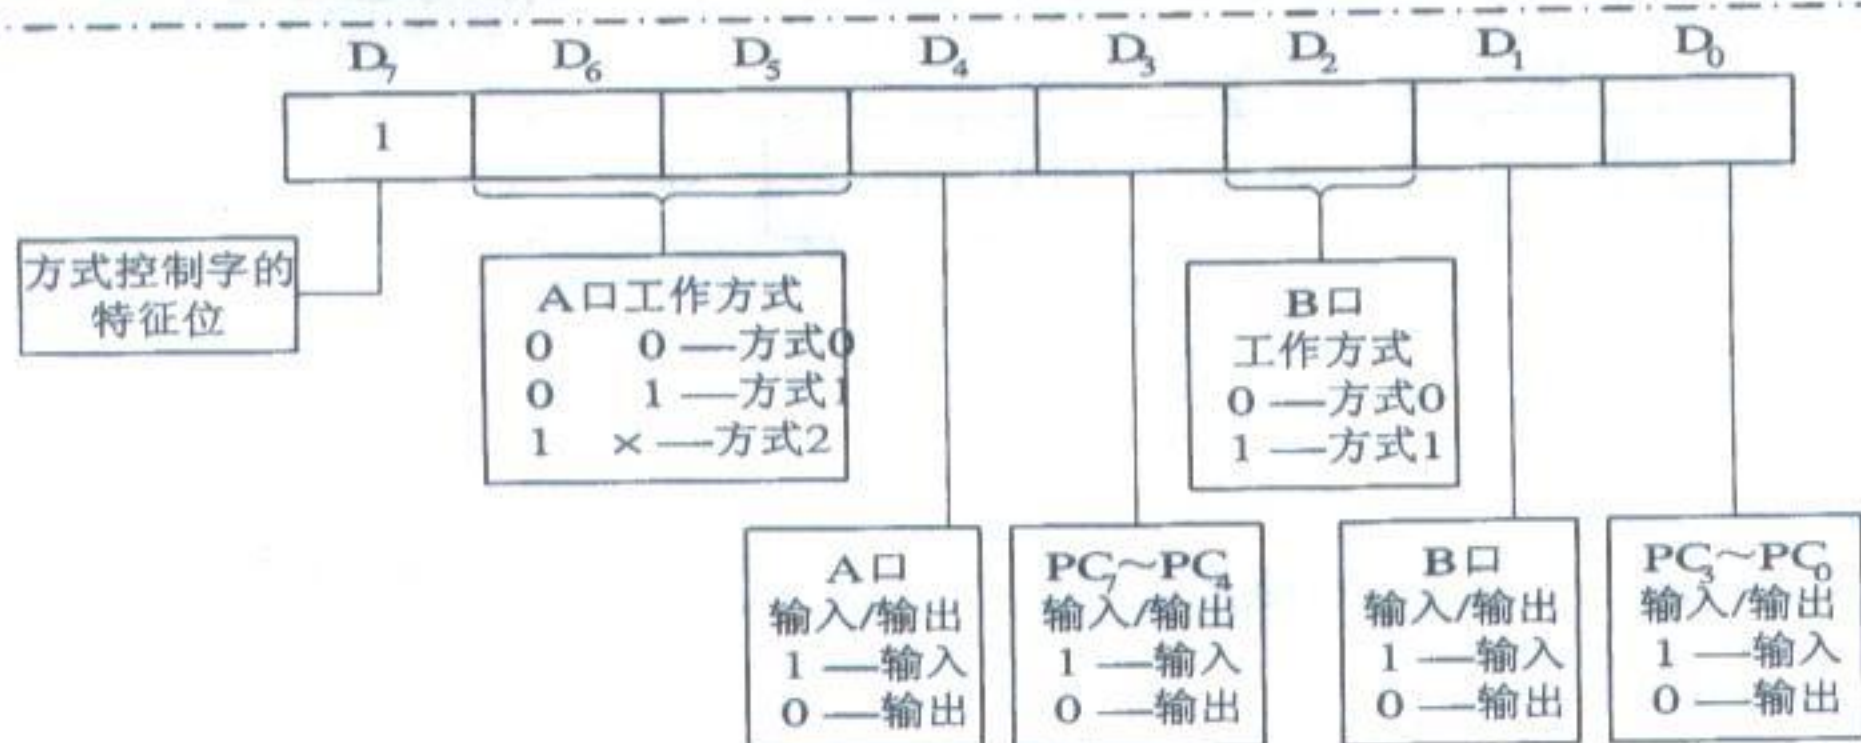 D₇ D₆ D₅ D₄ D₃ D₂ D₁ D₀
1
方式控制字的
特征位
A口工作方式
0 0 —方式0
0 1 —方式1
1 × —方式2
B口
工作方式
0 —方式0
1 —方式1
A口
输入/输出
1 —输入
0 —输出
PC₇～PC₄
输入/输出
1 —输入
0 —输出
B口
输入/输出
1 —输入
0 —输出
PC₃～PC₀
输入/输出
1 —输入
0 —输出